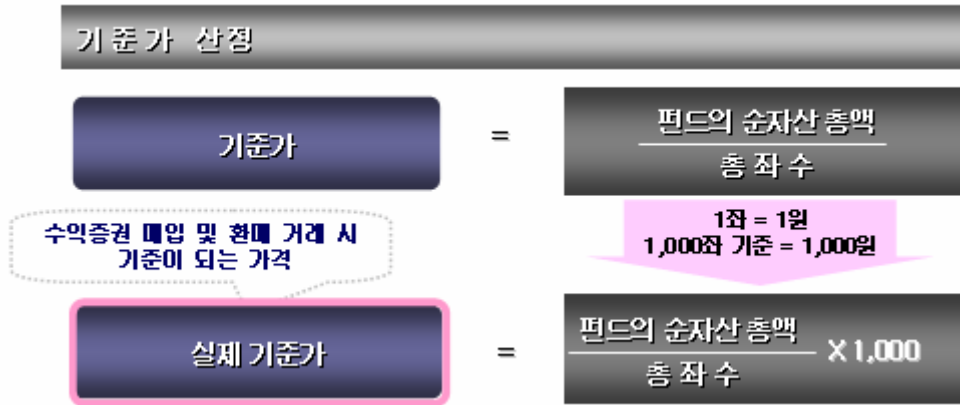 기준가 산정
기준가
=
펀드의 순자산 총액
총 좌 수
수익증권 매입 및 환매 거래 시
기준이 되는 가격
1좌 = 1원
1,000좌 기준 = 1,000원
실제 기준가
=
펀드의 순자산 총액
총 좌 수
X 1,000